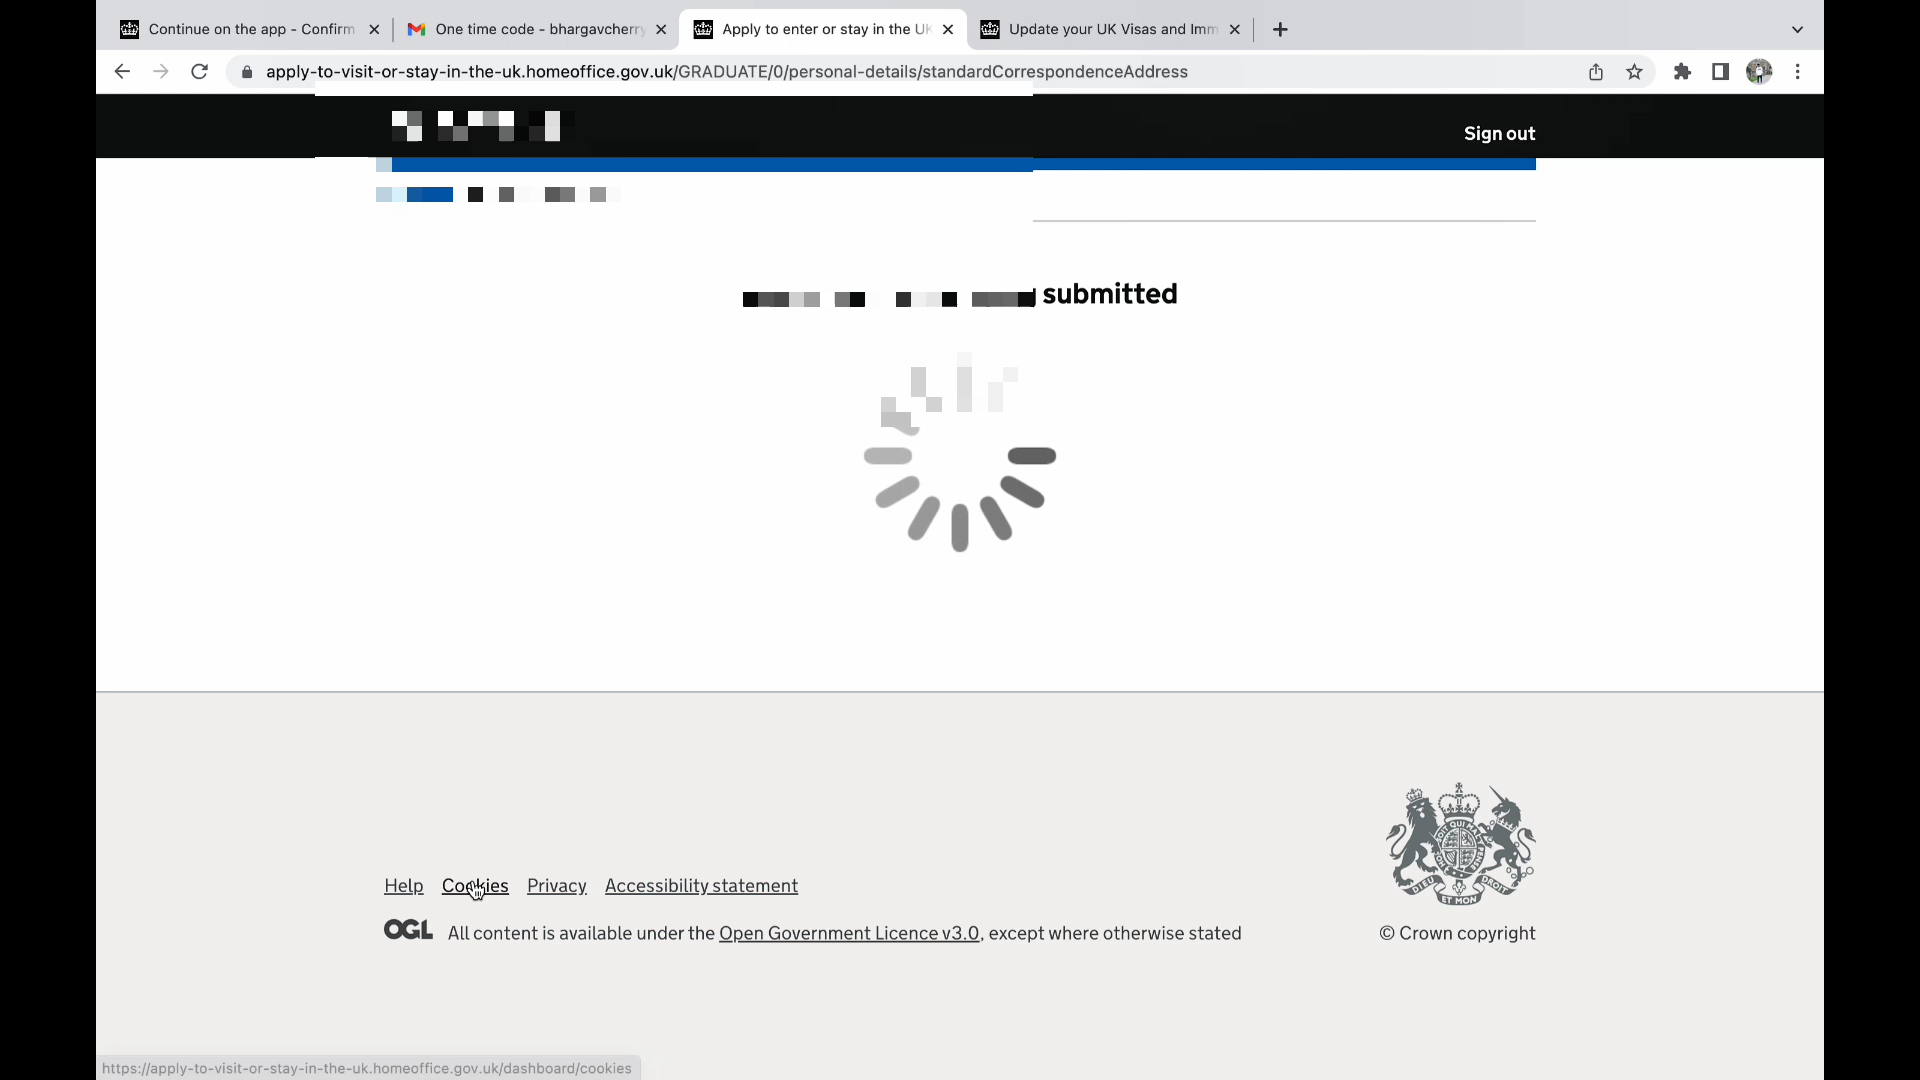 Continue on the app - Confirm
One time code - bhargavcherry
Apply to enter or stay in the UK
Update your UK Visas and Imm
apply-to-visit-or-stay-in-the-uk.homeoffice.gov.uk/GRADUATE/0/personal-details/standardCorrespondenceAddress
Sign out
submitted
Help Cookies Privacy Accessibility statement
OGL All content is available under the Open Government Licence v3.0, except where otherwise stated
DIEU ET MON DROIT
© Crown copyright
https://apply-to-visit-or-stay-in-the-uk.homeoffice.gov.uk/dashboard/cookies